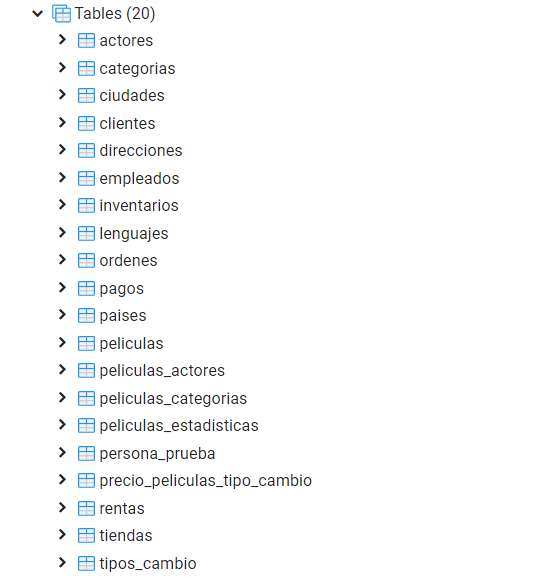 Tables (20)
actores
categorias
ciudades
clientes
direcciones
empleados
inventarios
lenguajes
ordenes
pagos
paises
peliculas
peliculas_actores
peliculas_categorias
peliculas_estadisticas
persona_prueba
precio_peliculas_tipo_cambio
rentas
tiendas
tipos_cambio